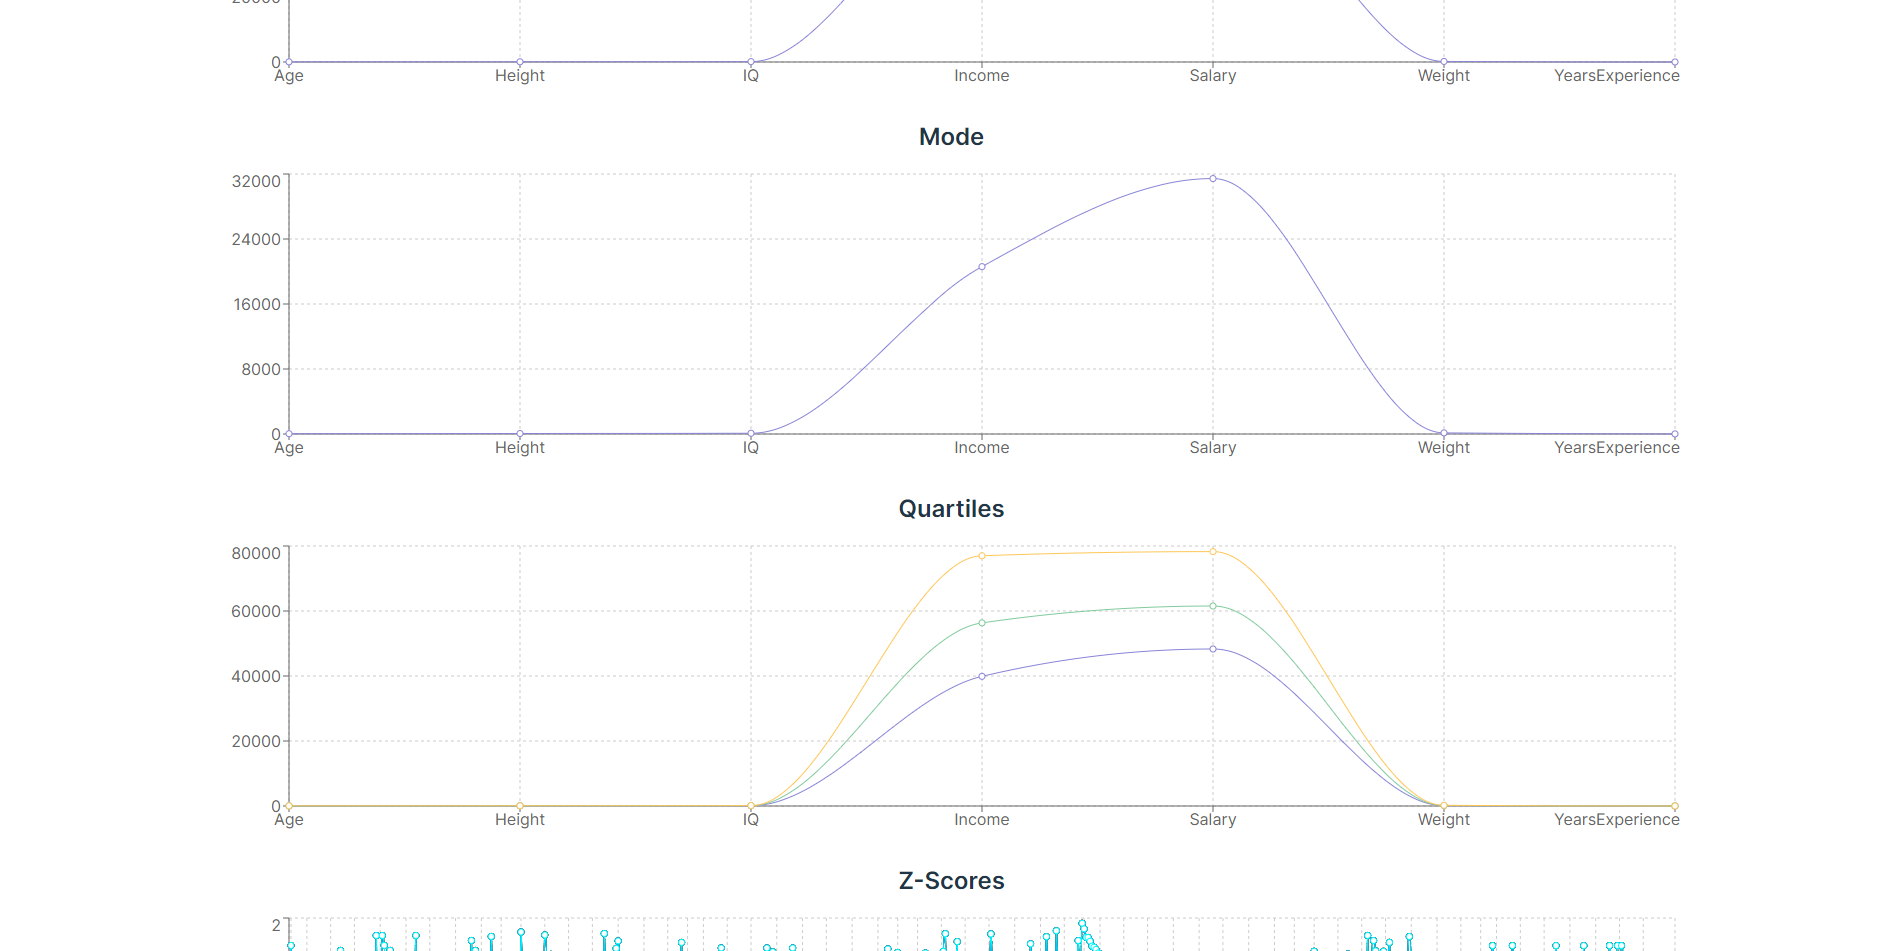 20000
0
Age Height IQ Income Salary Weight YearsExperience
Mode
32000
24000
16000
8000
0
Age Height IQ Income Salary Weight YearsExperience
Quartiles
80000
60000
40000
20000
0
Age Height IQ Income Salary Weight YearsExperience
Z-Scores
2